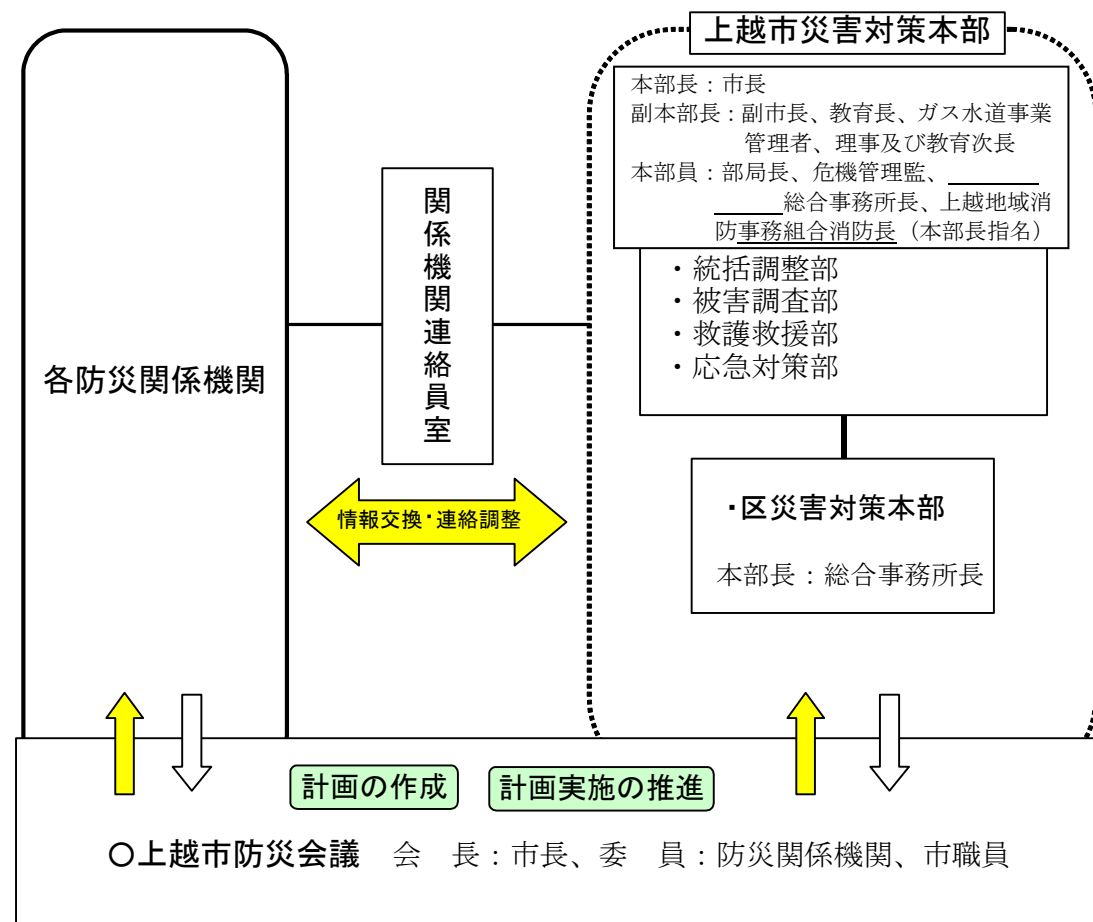 上越市災害対策本部
本部長：市長
副本部長：副市長、教育長、ガス水道事業
管理者、理事及び教育次長
本部員：部局長、危機管理監、
総合事務所長、上越地域消
防事務組合消防長（本部長指名）
・統括調整部
・被害調査部
・救護救援部
・応急対策部
関係機関連絡員室
各防災関係機関
情報交換・連絡調整
・区災害対策本部
本部長：総合事務所長
計画の作成
計画実施の推進
○上越市防災会議　会　長：市長、委　員：防災関係機関、市職員